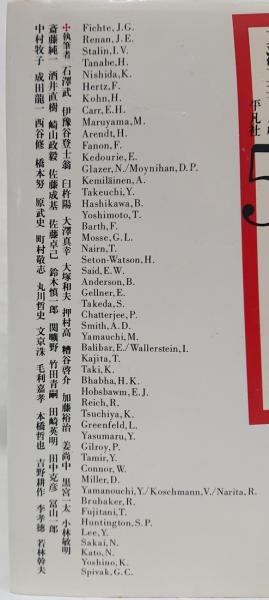 平凡社
5
Fichte, J.G.
Renan, J.E.
Stalin, I.V.
Tanabe, H.
Nishida, K.
Hertz, F.
Kohn, H.
Carr, E.H.
Maruyama, M.
Arendt, H.
Fanon, F.
Kedourie, E.
Glazer, N./Moynihan, D.P.
Kemiläinen, A.
Takeuchi, Y.
Hashikawa, B.
Yoshimoto, T.
Barth, F.
Mosse, G.L.
Nairn, T.
Seton-Watson, H.
Said, E.W.
Anderson, B.
Gellner, E.
Takeda, S.
Chatterjee, P.
Smith, A.D.
Yamauchi, M.
Balibar, E./Wallerstein, I.
Kajita, T.
Taki, K.
Bhabha, H.K.
Hobsbawm, E.J.
Reich, R.
Tsuchiya, K.
Greenfeld, L.
Yasumaru, Y.
Gilroy, P.
Tamir, Y.
Connor, W.
Miller, D.
Yamanouchi, Y./Koschmann, V./Narita, R.
Brubaker, R.
Fujitani, T.
Huntington, S.P.
Lee, Y.
Sakai, N.
Kato, N.
Yoshino, K.
Spivak, G.C.
執筆者 石澤武 伊豫谷登士翁 臼杵陽 大澤真幸 大塚和夫 押村高 糟谷啓介 加藤裕治 姜尚中 黒宮一太 小林敏明
斎藤純一 酒井直樹 崎山政毅 佐藤成基 佐藤卓己 鈴木慎一郎 関曠野 竹田青嗣 田崎英明 田中克彦 冨山一郎
中村牧子 成田龍一 西谷修 橋本努 原武史 町村敬志 丸川哲史 文京洙 毛利嘉孝 本橋哲也 吉野耕作 李孝徳 若林幹夫